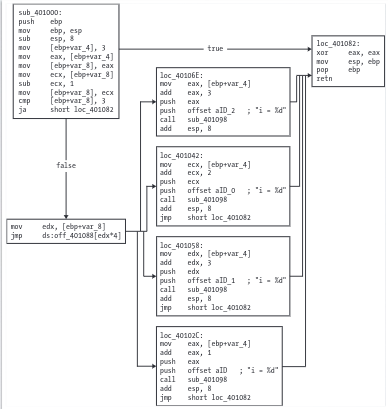 sub_401000:
push ebp
mov ebp, esp
sub esp, 8
mov [ebp+var_4], 3
mov eax, [ebp+var_4]
mov [ebp+var_8], eax
mov ecx, [ebp+var_8]
sub ecx, 1
mov [ebp+var_8], ecx
cmp [ebp+var_8], 3
ja short loc_401082
true
loc_401082:
xor eax, eax
mov esp, ebp
pop ebp
retn
false
mov edx, [ebp+var_8]
jmp ds:off_401088[edx*4]
loc_40106E:
mov eax, [ebp+var_4]
add eax, 3
push eax
push offset aID_2 ; "i = %d"
call sub_401098
add esp, 8
loc_401042:
mov ecx, [ebp+var_4]
add ecx, 2
push ecx
push offset aID_0 ; "i = %d"
call sub_401098
add esp, 8
jmp short loc_401082
loc_401058:
mov edx, [ebp+var_4]
add edx, 3
push edx
push offset aID_1 ; "i = %d"
call sub_401098
add esp, 8
jmp short loc_401082
loc_40102C:
mov eax, [ebp+var_4]
add eax, 1
push eax
push offset aID ; "i = %d"
call sub_401098
add esp, 8
jmp short loc_401082